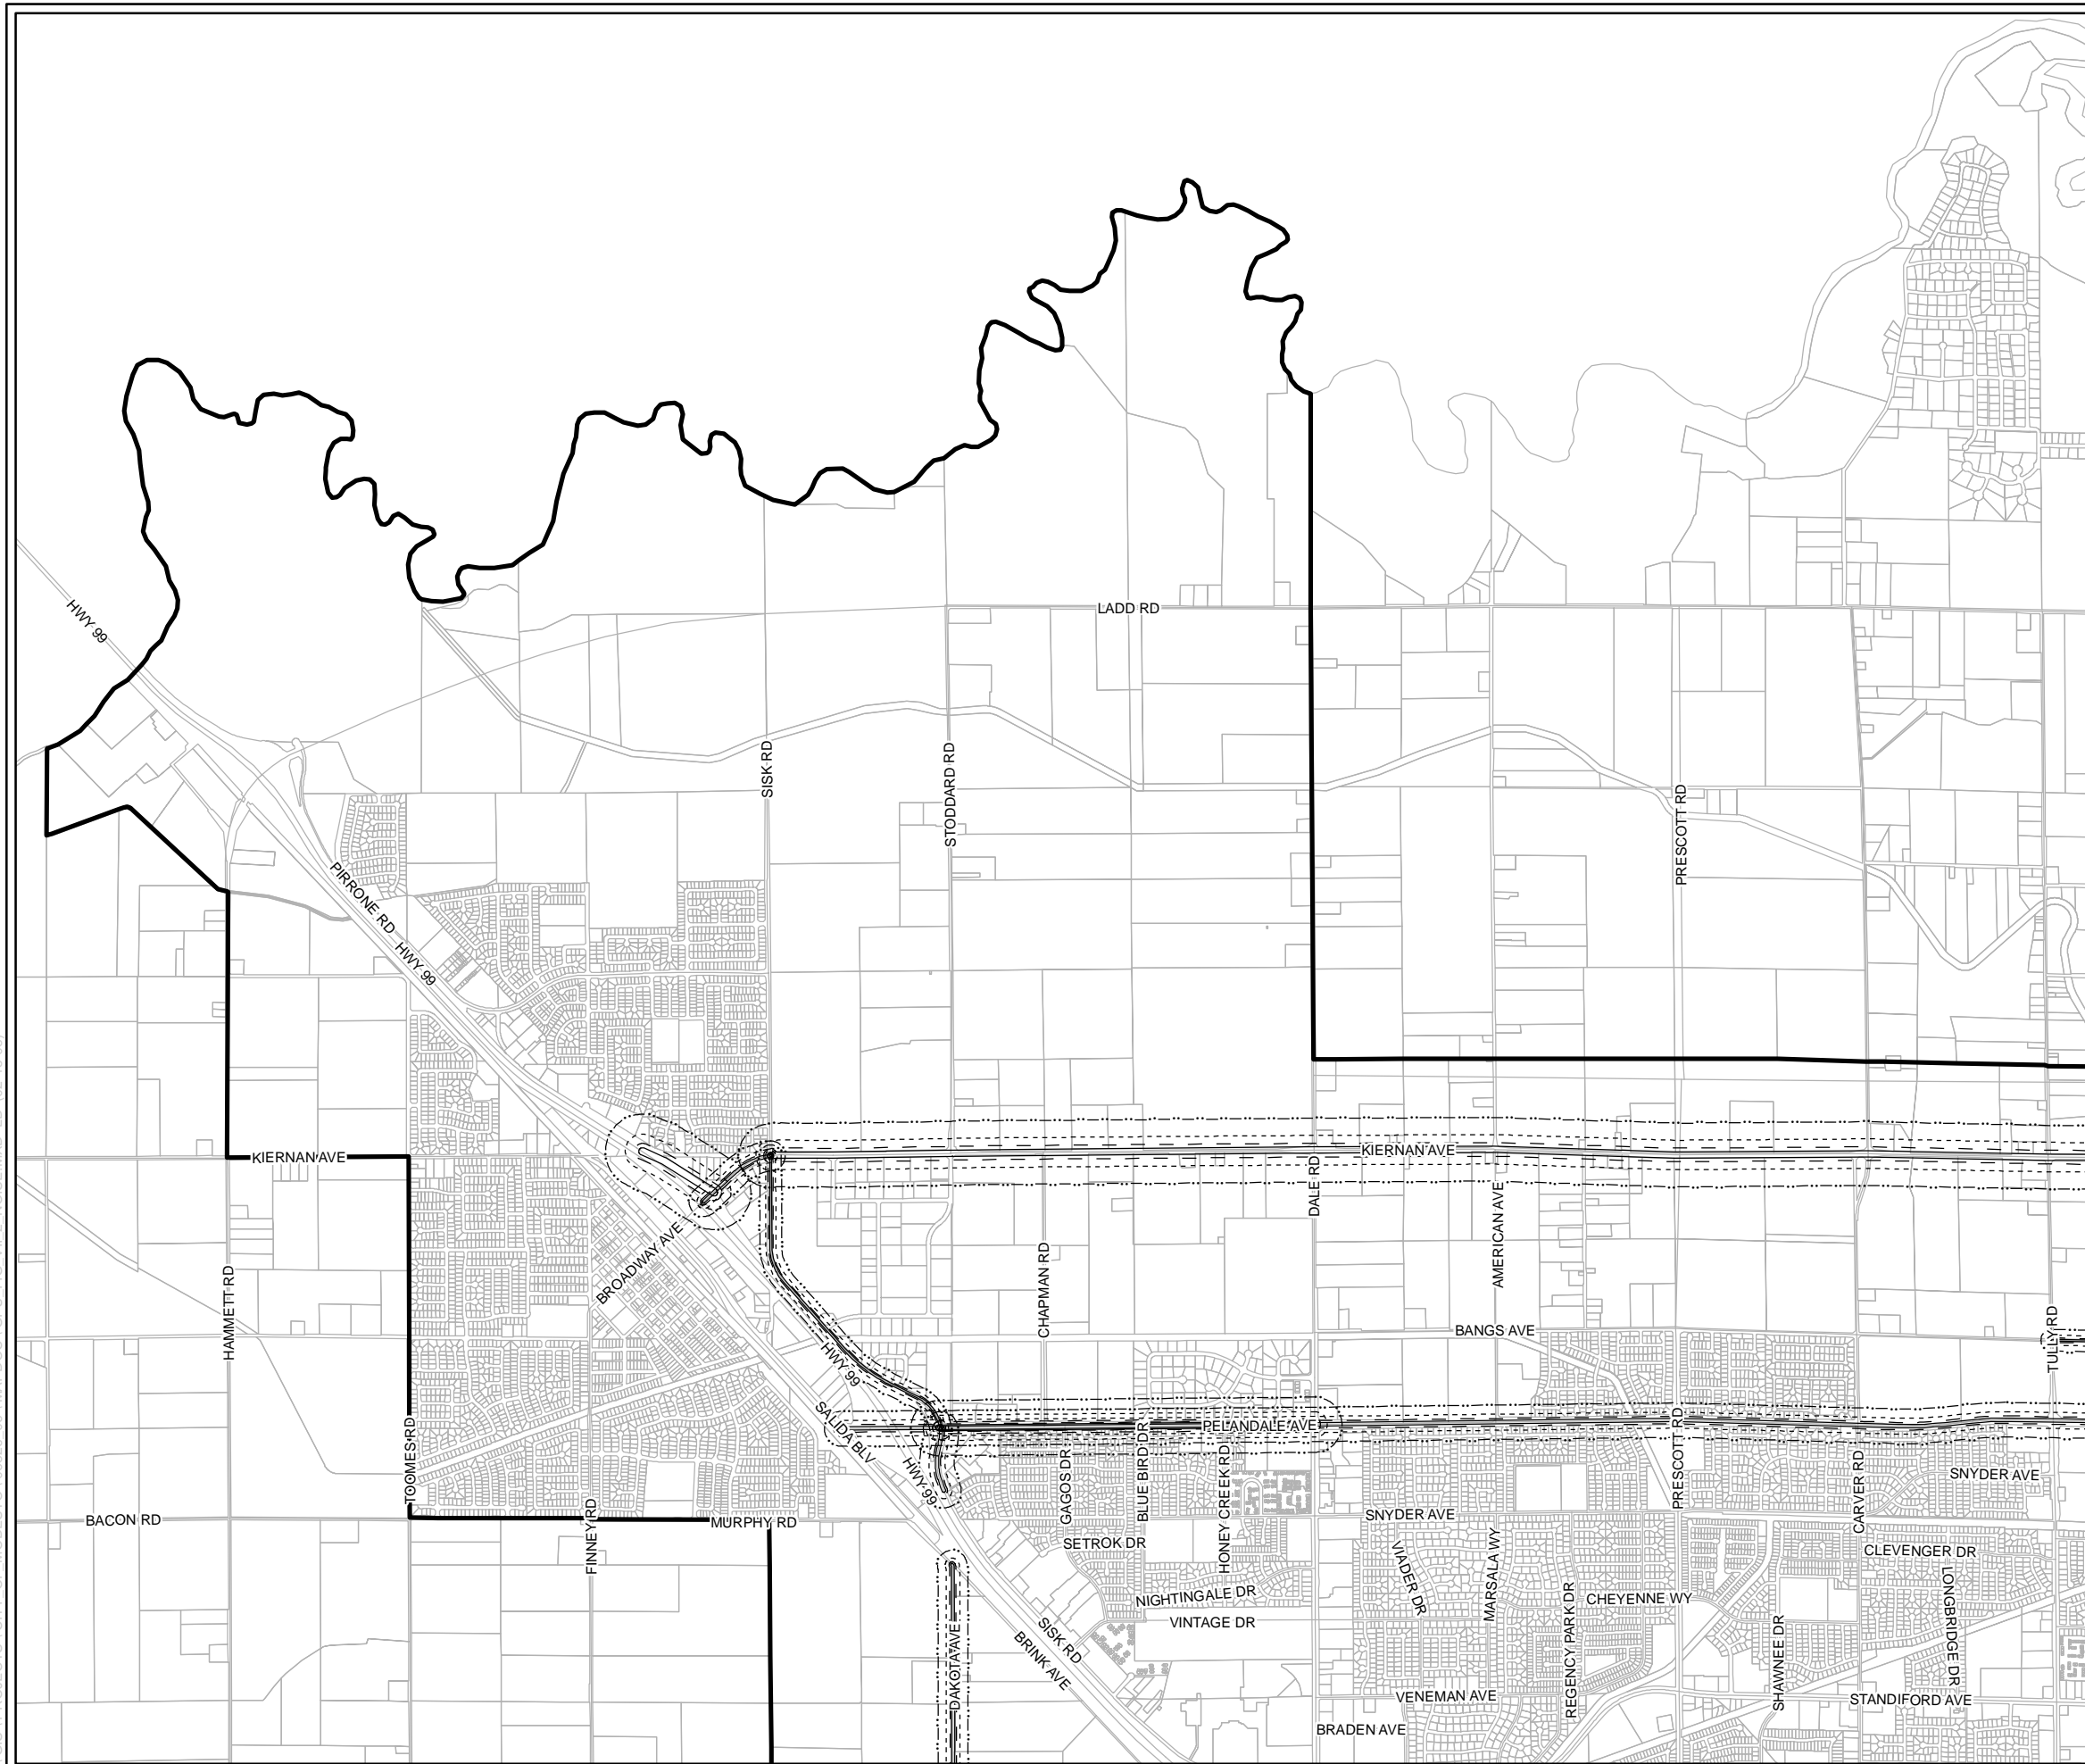 HWY 99
LADD RD
SISK RD
STODDARD RD
PRESCOTT RD
PIRRONE RD
HWY 99
KIERNAN AVE
KIERNAN AVE
DALE RD
AMERICAN AVE
BROADWAY AVE
CHAPMAN RD
HAMMETT RD
BANGS AVE
TULLY RD
HWY 99
SALIDA BLV
PELANDALE AVE
TOOMES RD
HWY 99
GAGOS DR
BLUE BIRD DR
HONEY CREEK RD
PRESCOTT RD
CARVER RD
SNYDER AVE
BACON RD
FINNEY RD
MURPHY RD
SNYDER AVE
SETROK DR
VIADER DR
MARSALA WY
CLEVENGER DR
NIGHTINGALE DR
VINTAGE DR
REGENCY PARK DR
CHEYENNE WY
SHAWNEE DR
LONGBRIDGE DR
DAKOTA AVE
SISK RD
BRINK AVE
VENEMAN AVE
STANDIFORD AVE
BRADEN AVE